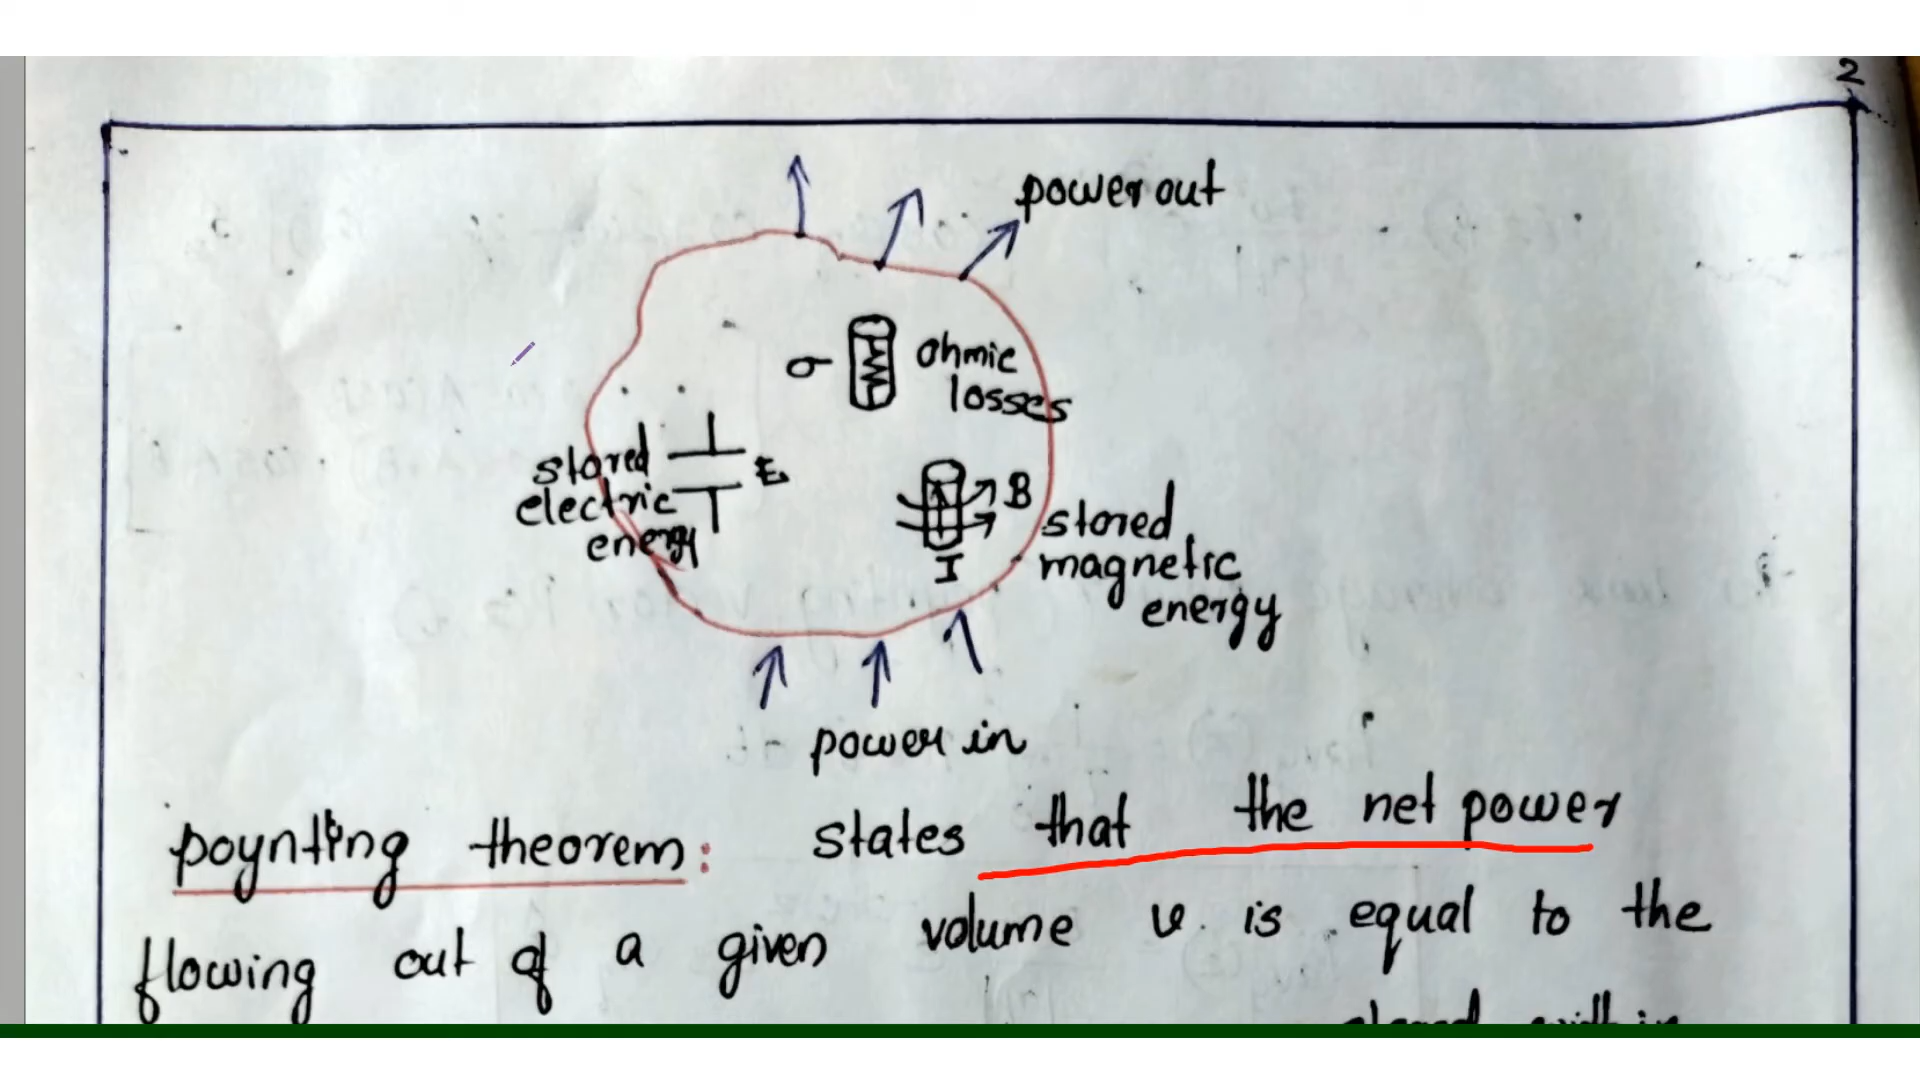 2
power out
σ
ohmic
losses
stored
electric
energy
E
B
I
stored
magnetic
energy
power in
poynting theorem: states that the net power
flowing out of a given volume v is equal to the